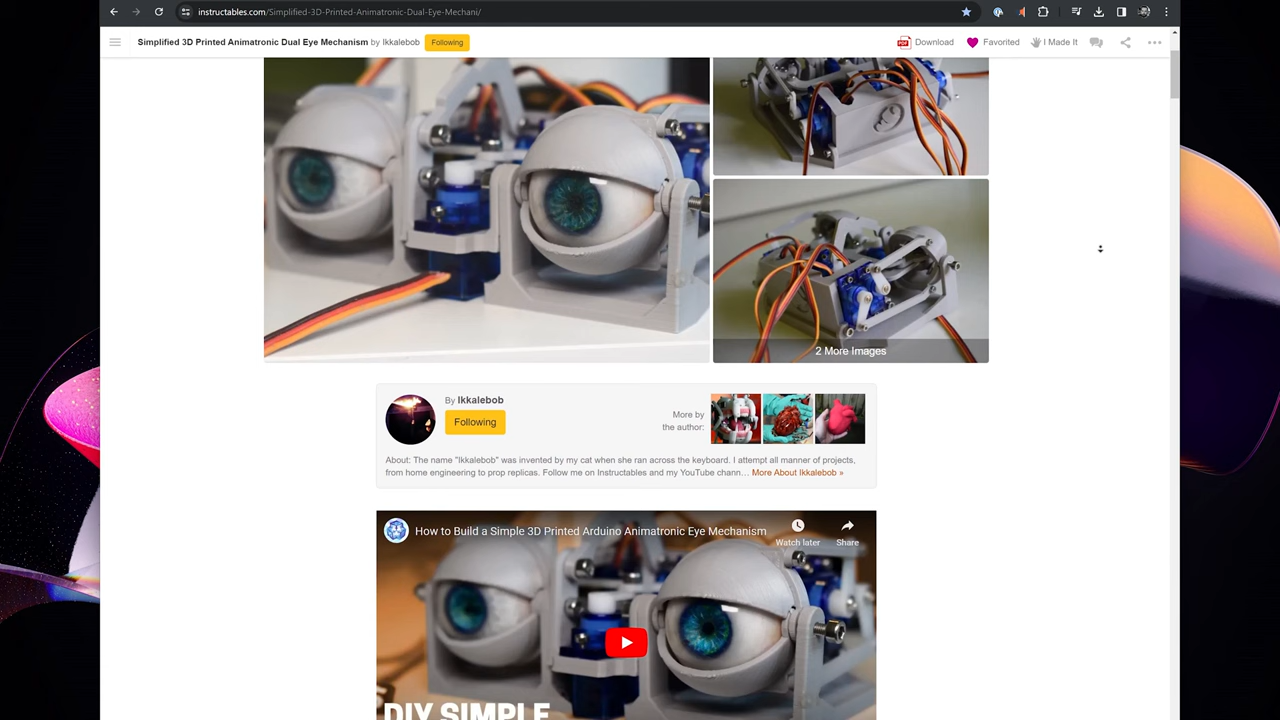 instructables.com/Simplified-3D-Printed-Animatronic-Dual-Eye-Mechani/
Simplified 3D Printed Animatronic Dual Eye Mechanism by Ikkalebob
Following
Download
Favorited
I Made It
2 More Images
By Ikkalebob
Following
More by
the author:
About: The name "Ikkalebob" was invented by my cat when she ran across the keyboard. I attempt all manner of projects,
from home engineering to prop replicas. Follow me on Instructables and my YouTube chann… More About Ikkalebob »
How to Build a Simple 3D Printed Arduino Animatronic Eye Mechanism
Watch later
Share
DIY SIMPLE